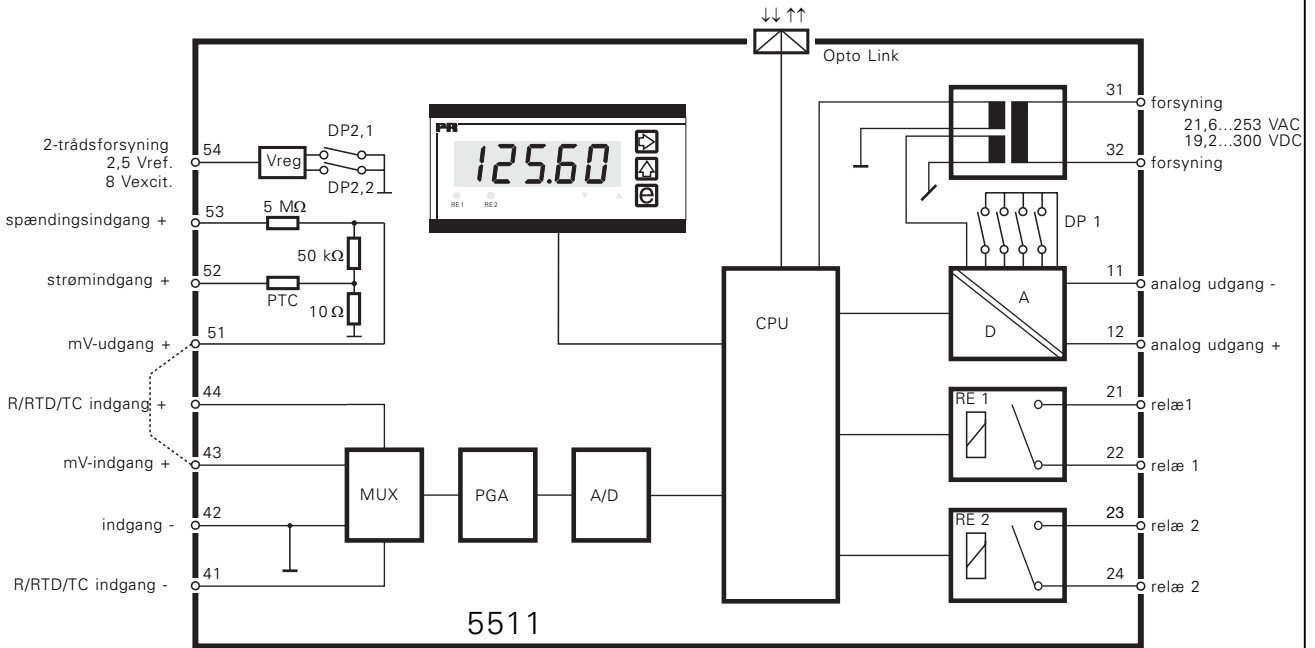 ↓↓ ↑↑
Opto Link
2-trådsforsyning
2,5 Vref.
8 Vexcit.
54
Vreg
DP2,1
DP2,2
spændingsindgang +
53
5 MΩ
50 kΩ
strømindgang +
52
PTC
10 Ω
mV-udgang +
51
R/RTD/TC indgang +
44
mV-indgang +
43
indgang -
42
R/RTD/TC indgang -
41
PR
125.60
RE1 RE2
e
MUX
PGA
A/D
CPU
31
forsyning
21,6...253 VAC
19,2...300 VDC
32
forsyning
DP 1
A
D
11
analog udgang -
12
analog udgang +
RE 1
21
relæ1
22
relæ 1
RE 2
23
relæ 2
24
relæ 2
5511